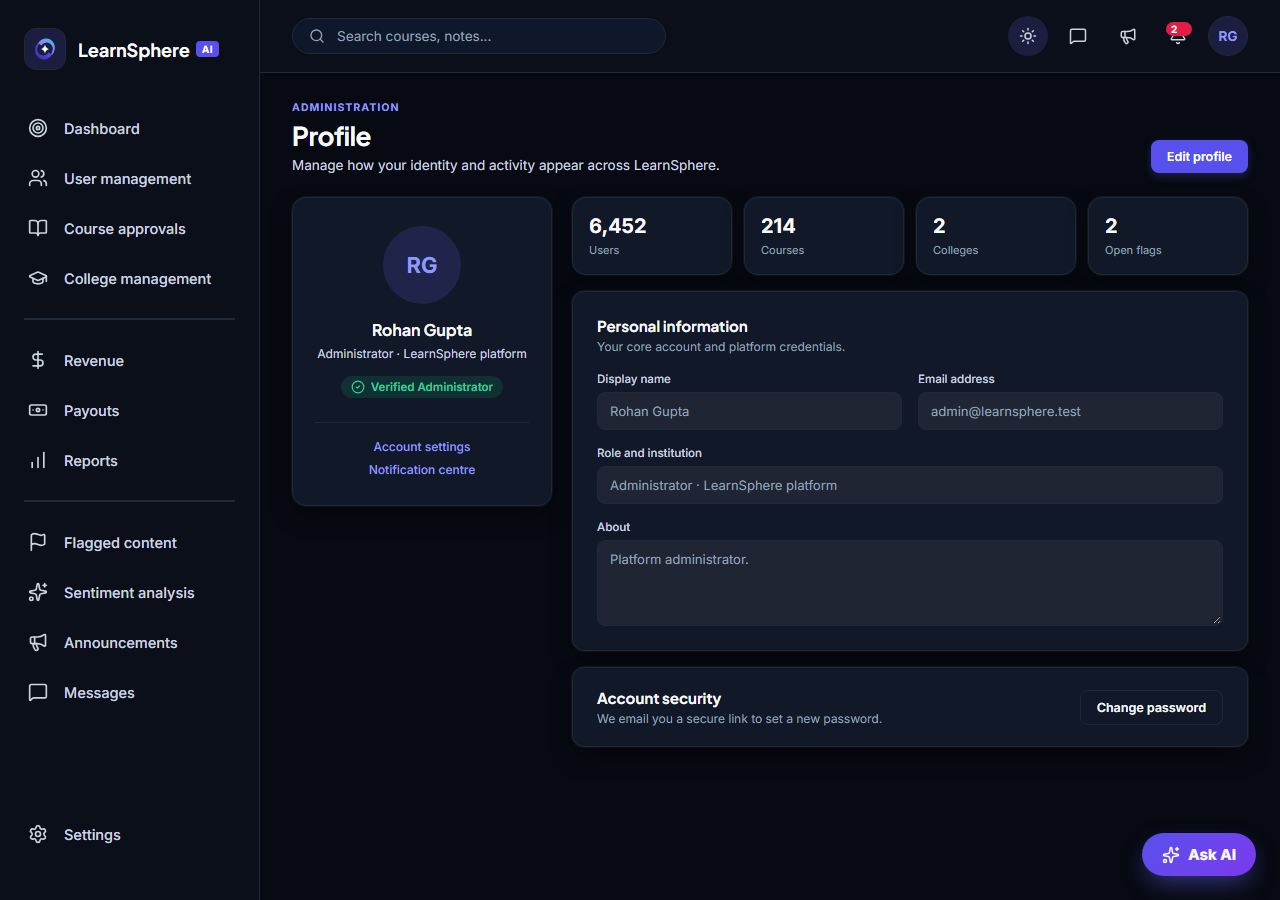 LearnSphere AI
Search courses, notes...
2
RG
Dashboard
User management
Course approvals
College management
Revenue
Payouts
Reports
Flagged content
Sentiment analysis
Announcements
Messages
Settings
ADMINISTRATION
Profile
Manage how your identity and activity appear across LearnSphere.
Edit profile
RG
Rohan Gupta
Administrator · LearnSphere platform
Verified Administrator
Account settings
Notification centre
6,452
Users
214
Courses
2
Colleges
2
Open flags
Personal information
Your core account and platform credentials.
Display name
Rohan Gupta
Email address
admin@learnsphere.test
Role and institution
Administrator · LearnSphere platform
About
Platform administrator.
Account security
We email you a secure link to set a new password.
Change password
Ask AI